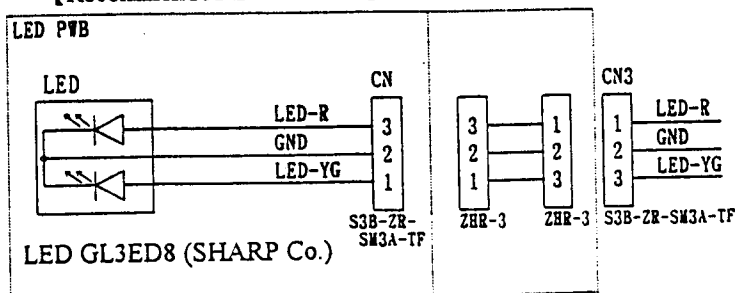 LED PWB
LED
CN
CN3
LED-R
3
3
1
1
LED-R
GND
2
2
2
2
GND
LED-YG
1
1
3
3
LED-YG
S3B-ZR-
SM3A-TF
ZHR-3
ZHR-3
S3B-ZR-SM3A-TF
LED GL3ED8 (SHARP Co.)